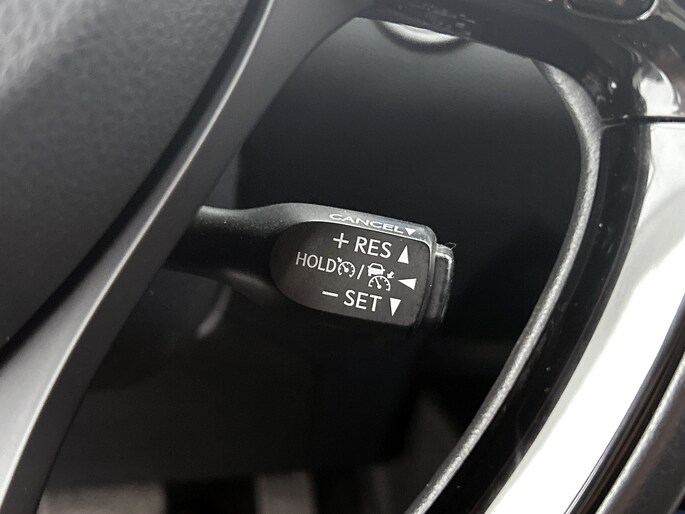 CANCEL▼
+ RES ▲
HOLD / ◀
− SET ▼